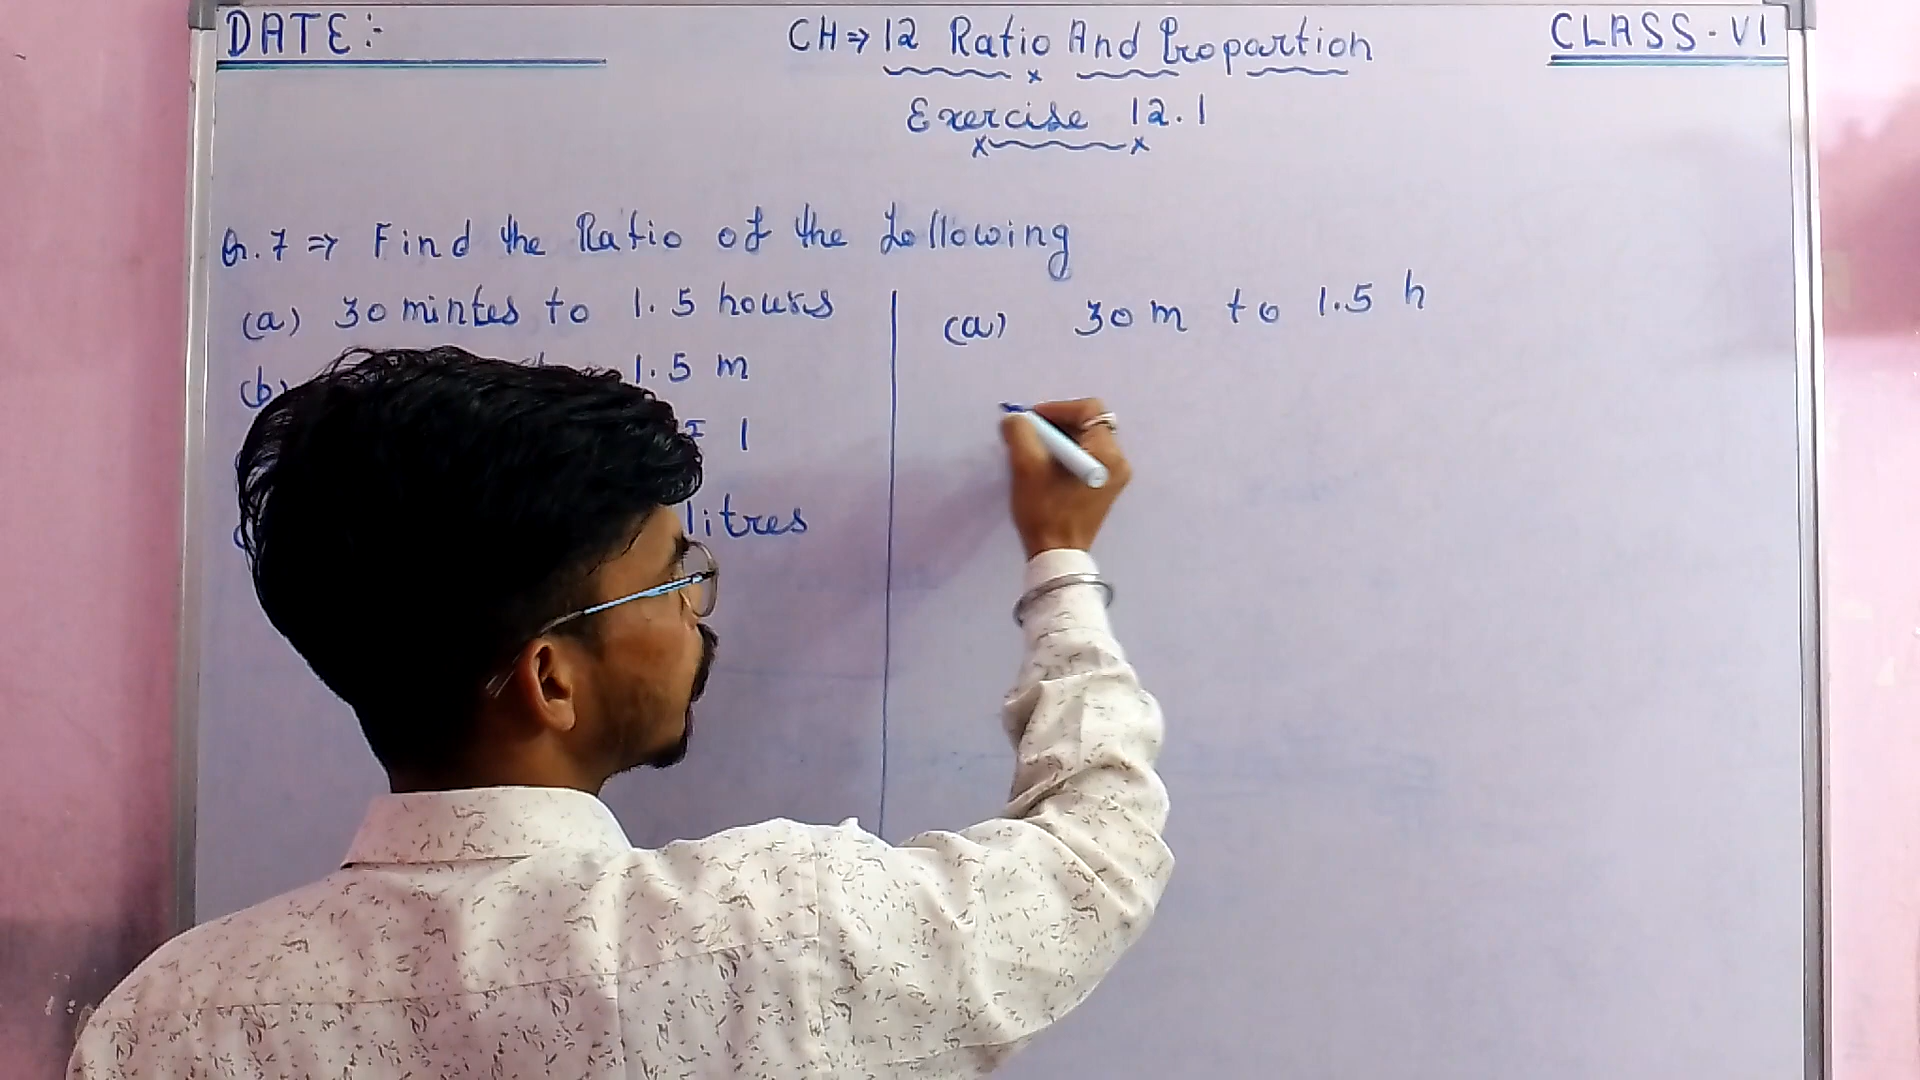 DATE :-
CH ⇒ 12 Ratio And Propartion
CLASS - VI
Exercise 12.1
Q.7 ⇒ Find the Ratio of the following
(a) 30 mintes to 1.5 hours
(b) 1.5 m
1
litres
(a) 30 m to 1.5 h